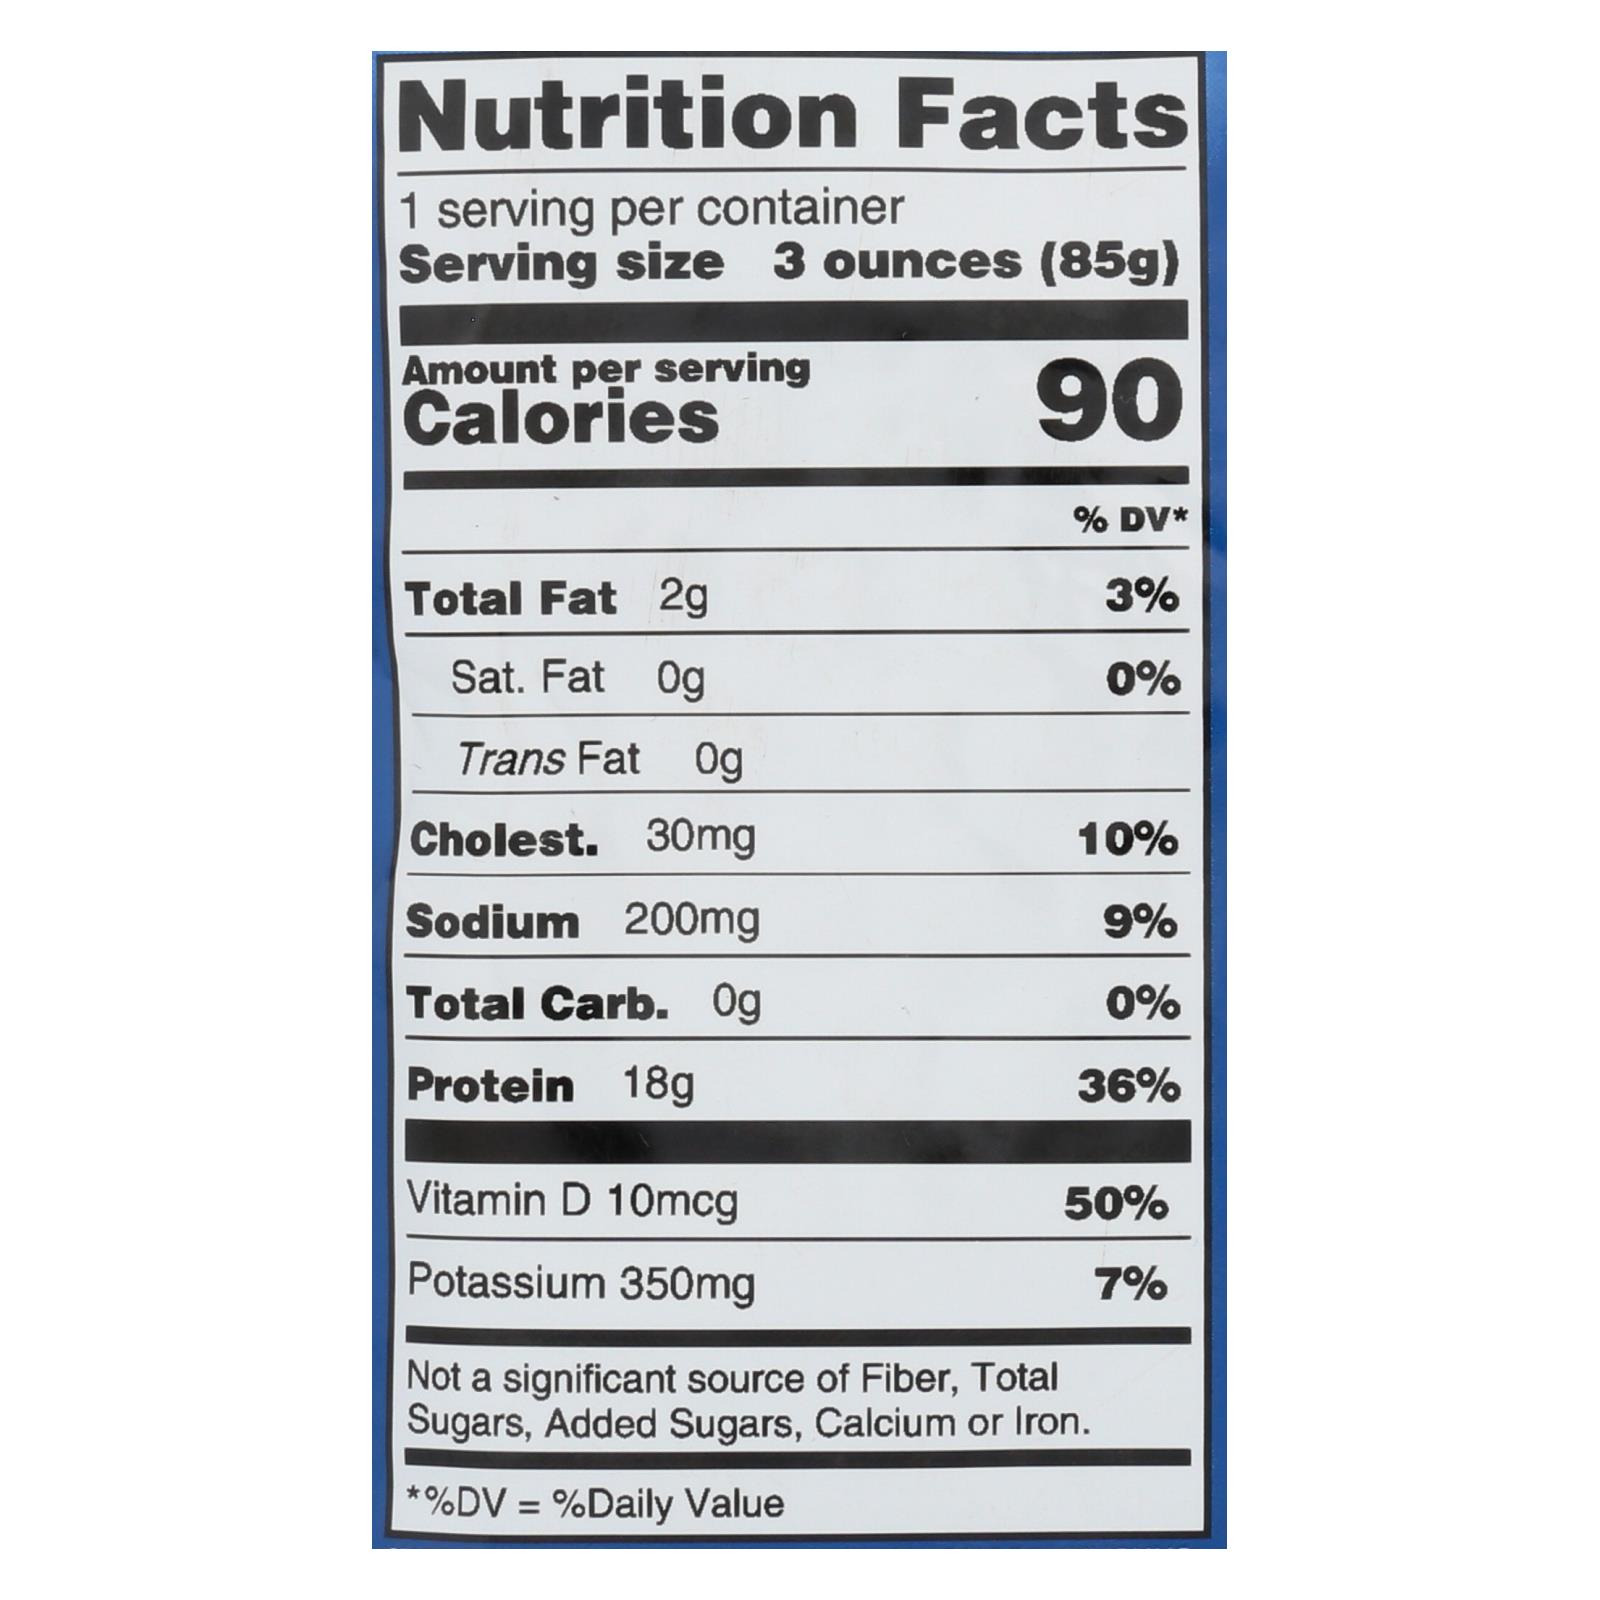 Nutrition Facts
1 serving per container
Serving size 3 ounces (85g)
Amount per serving
Calories 90
% DV*
Total Fat 2g 3%
Sat. Fat 0g 0%
Trans Fat 0g
Cholest. 30mg 10%
Sodium 200mg 9%
Total Carb. 0g 0%
Protein 18g 36%
Vitamin D 10mcg 50%
Potassium 350mg 7%
Not a significant source of Fiber, Total
Sugars, Added Sugars, Calcium or Iron.
*%DV = %Daily Value